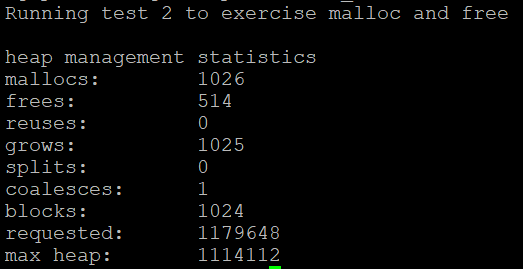 Running test 2 to exercise malloc and free
heap management statistics
mallocs: 1026
frees: 514
reuses: 0
grows: 1025
splits: 0
coalesces: 1
blocks: 1024
requested: 1179648
max heap: 1114112